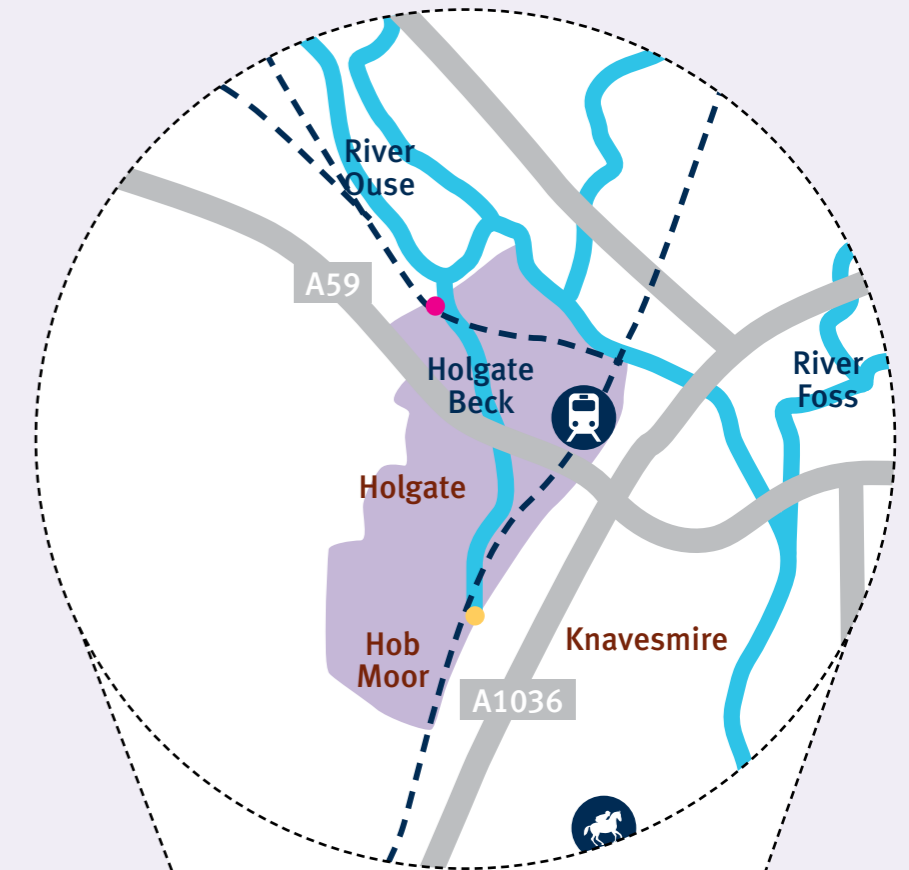 River
Ouse
A59
Holgate
Beck
River
Foss
Holgate
Knavesmire
Hob
Moor
A1036